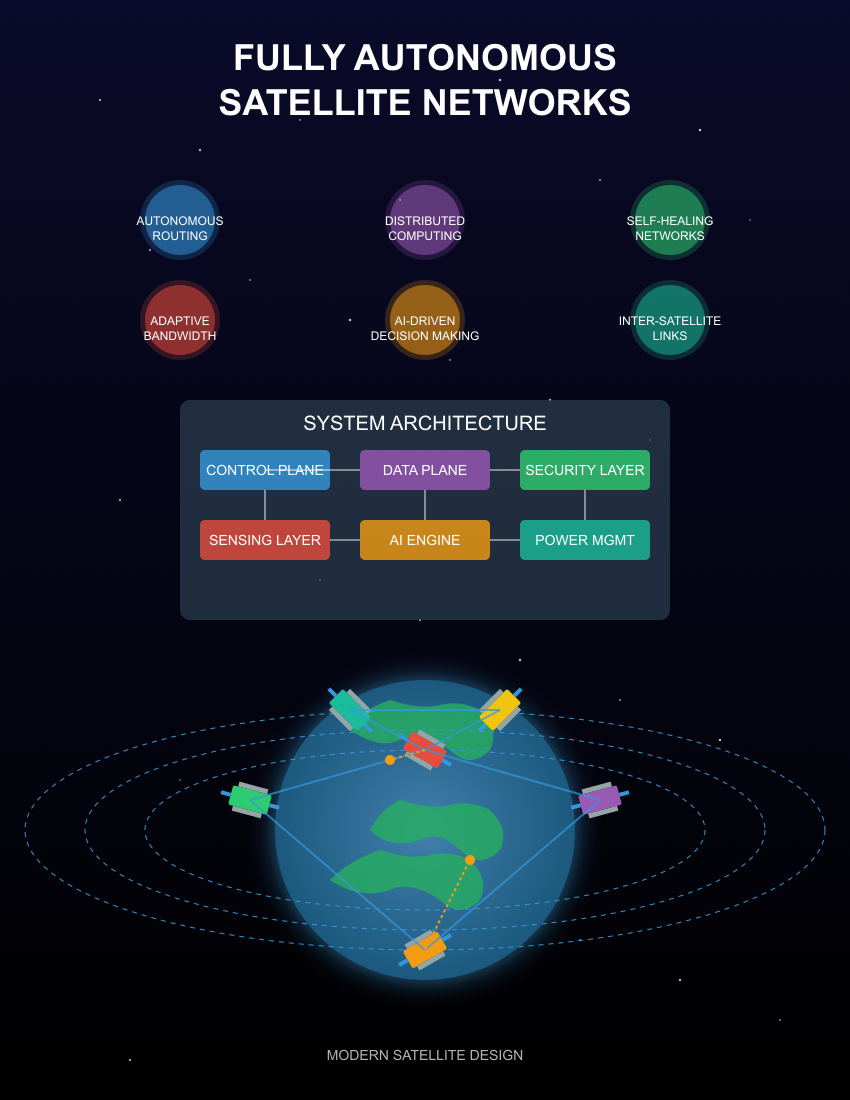 FULLY AUTONOMOUS
SATELLITE NETWORKS
AUTONOMOUS
ROUTING
DISTRIBUTED
COMPUTING
SELF-HEALING
NETWORKS
ADAPTIVE
BANDWIDTH
AI-DRIVEN
DECISION MAKING
INTER-SATELLITE
LINKS
SYSTEM ARCHITECTURE
CONTROL PLANE
DATA PLANE
SECURITY LAYER
SENSING LAYER
AI ENGINE
POWER MGMT
MODERN SATELLITE DESIGN